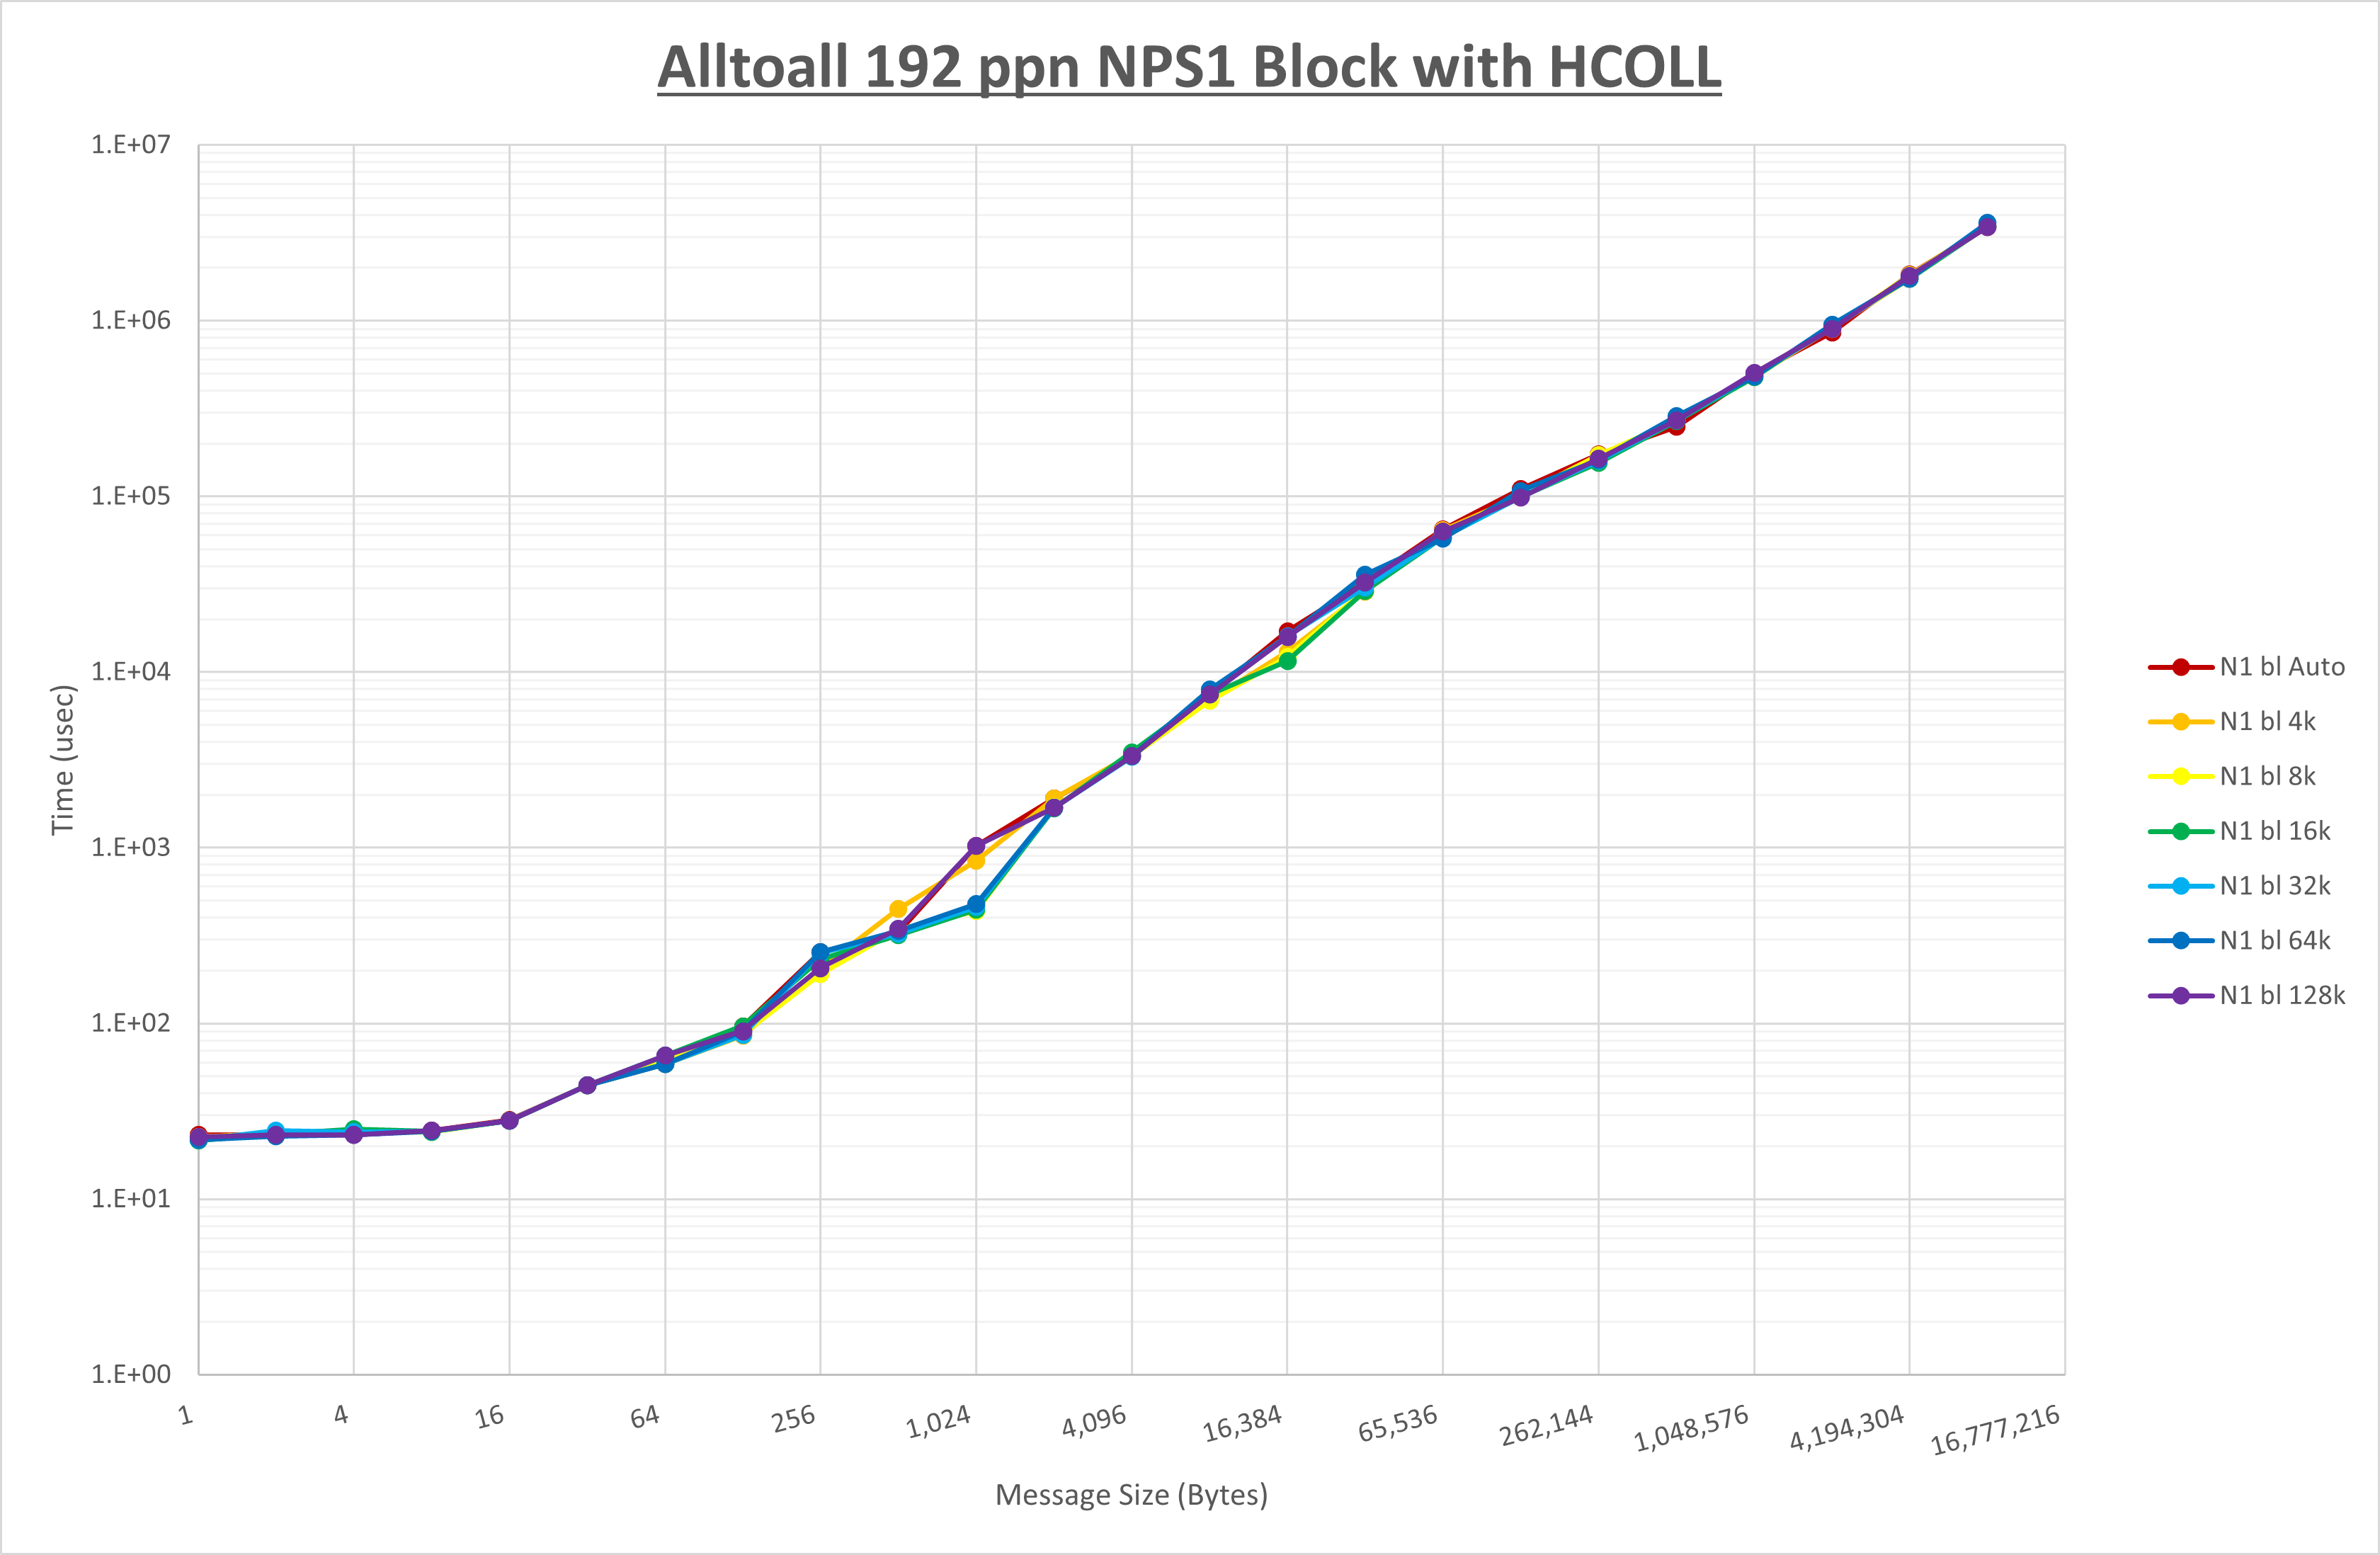 Alltoall 192 ppn NPS1 Block with HCOLL
1.E+07
1.E+06
1.E+05
1.E+04
1.E+03
1.E+02
1.E+01
1.E+00
Time (usec)
1
4
16
64
256
1,024
4,096
16,384
65,536
262,144
1,048,576
4,194,304
16,777,216
Message Size (Bytes)
N1 bl Auto
N1 bl 4k
N1 bl 8k
N1 bl 16k
N1 bl 32k
N1 bl 64k
N1 bl 128k